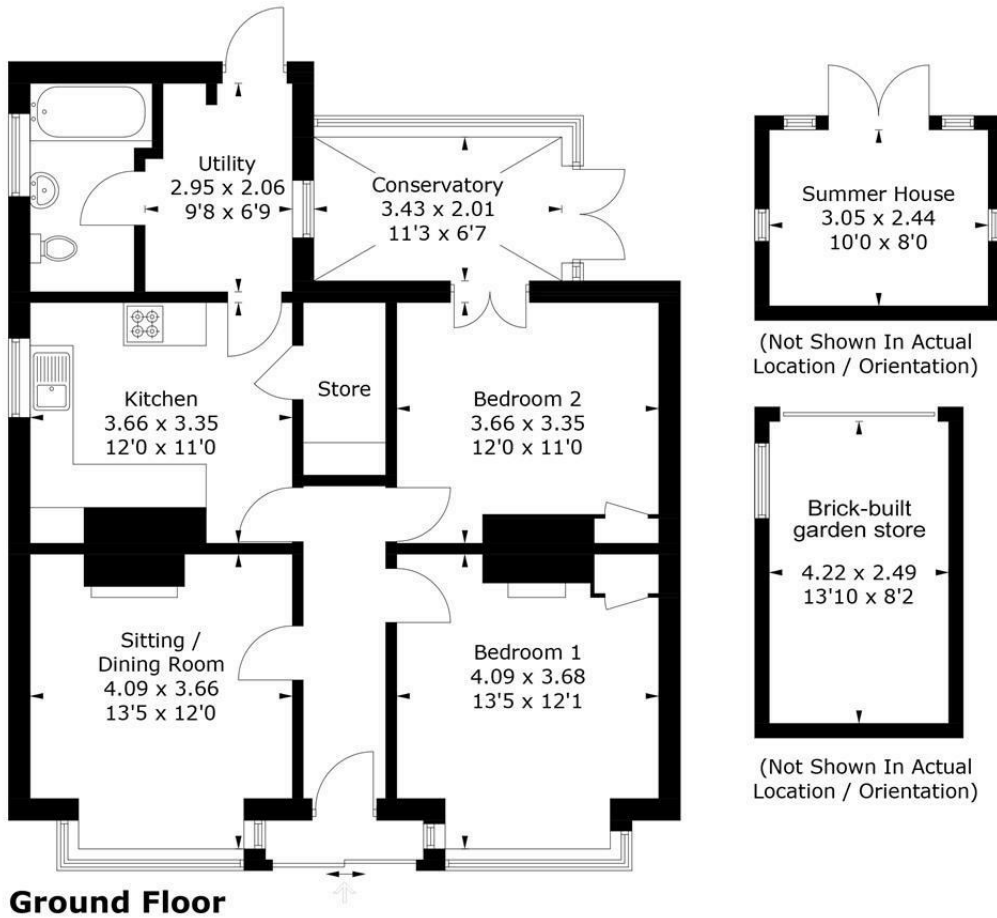 Utility
2.95 x 2.06
9'8 x 6'9
Conservatory
3.43 x 2.01
11'3 x 6'7
Summer House
3.05 x 2.44
10'0 x 8'0
(Not Shown In Actual
Location / Orientation)
Kitchen
3.66 x 3.35
12'0 x 11'0
Store
Bedroom 2
3.66 x 3.35
12'0 x 11'0
Brick-built
garden store
4.22 x 2.49
13'10 x 8'2
(Not Shown In Actual
Location / Orientation)
Sitting /
Dining Room
4.09 x 3.66
13'5 x 12'0
Bedroom 1
4.09 x 3.68
13'5 x 12'1
Ground Floor